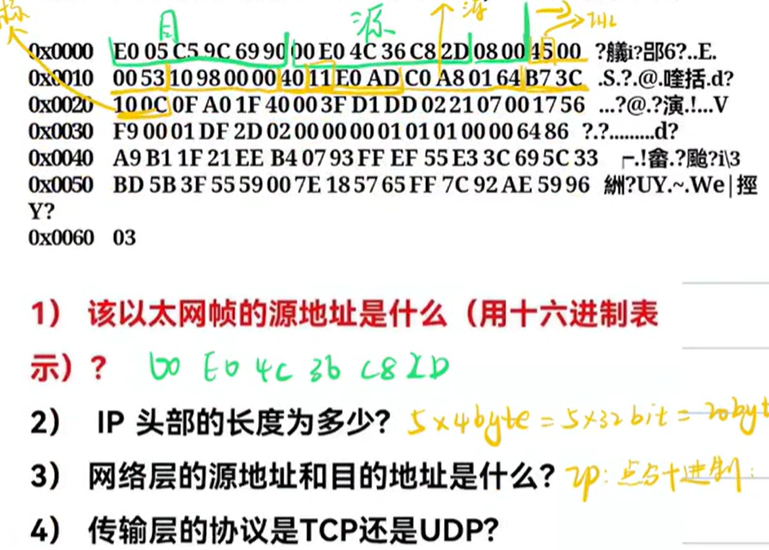 目 源 源
IHL
0x0000 E0 05 C5 9C 69 90 00 E0 4C 36 C8 2D 08 00 45 00 ?艤i?郘6?..E.
0x0010 00 53 10 98 00 00 40 11 E0 AD C0 A8 01 64 B7 3C .S.?.@.喹括.d?
0x0020 10 0C 0F A0 1F 40 00 3F D1 DD 02 21 07 00 17 56 ...?@.?演.!...V
0x0030 F9 00 01 DF 2D 02 00 00 00 01 01 01 00 00 64 86 ?.?.........d?
0x0040 A9 B1 1F 21 EE B4 07 93 FF EF 55 E3 3C 69 5C 33 ┍.!畲.?颱?i\3
0x0050 BD 5B 3F 55 59 00 7E 18 57 65 FF 7C 92 AE 59 96 絒?UY.~.We|挳
Y?
0x0060 03
1） 该以太网帧的源地址是什么（用十六进制表
示）？ 00 E0 4C 36 C8 2D
2） IP 头部的长度为多少? 5×4byte = 5×32bit = 20byt
3） 网络层的源地址和目的地址是什么? IP: 点分十进制.
4） 传输层的协议是TCP还是UDP?